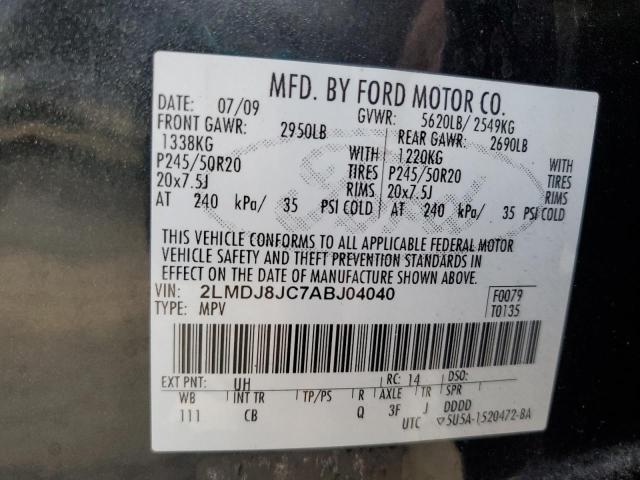 MFD. BY FORD MOTOR CO.
DATE: 07/09 GVWR: 5620LB/ 2549KG
FRONT GAWR: 2950LB REAR GAWR: 2690LB
1338KG WITH 1220KG WITH
P245/50R20 TIRES P245/50R20 TIRES
20x7.5J RIMS 20x7.5J RIMS
AT 240 kPa/ 35 PSI COLD AT 240 kPa/ 35 PSI COLD
Ford
THIS VEHICLE CONFORMS TO ALL APPLICABLE FEDERAL MOTOR
VEHICLE SAFETY AND THEFT PREVENTION STANDARDS IN
EFFECT ON THE DATE OF MANUFACTURE SHOWN ABOVE.
VIN: 2LMDJ8JC7ABJ04040 F0079
TYPE: MPV T0135
EXT PNT: UH RC: 14 DSO:
WB INT TR TP/PS R AXLE TR SPR
111 CB Q 3F J DDDD
UTC ▽5U5A-1520472-BA